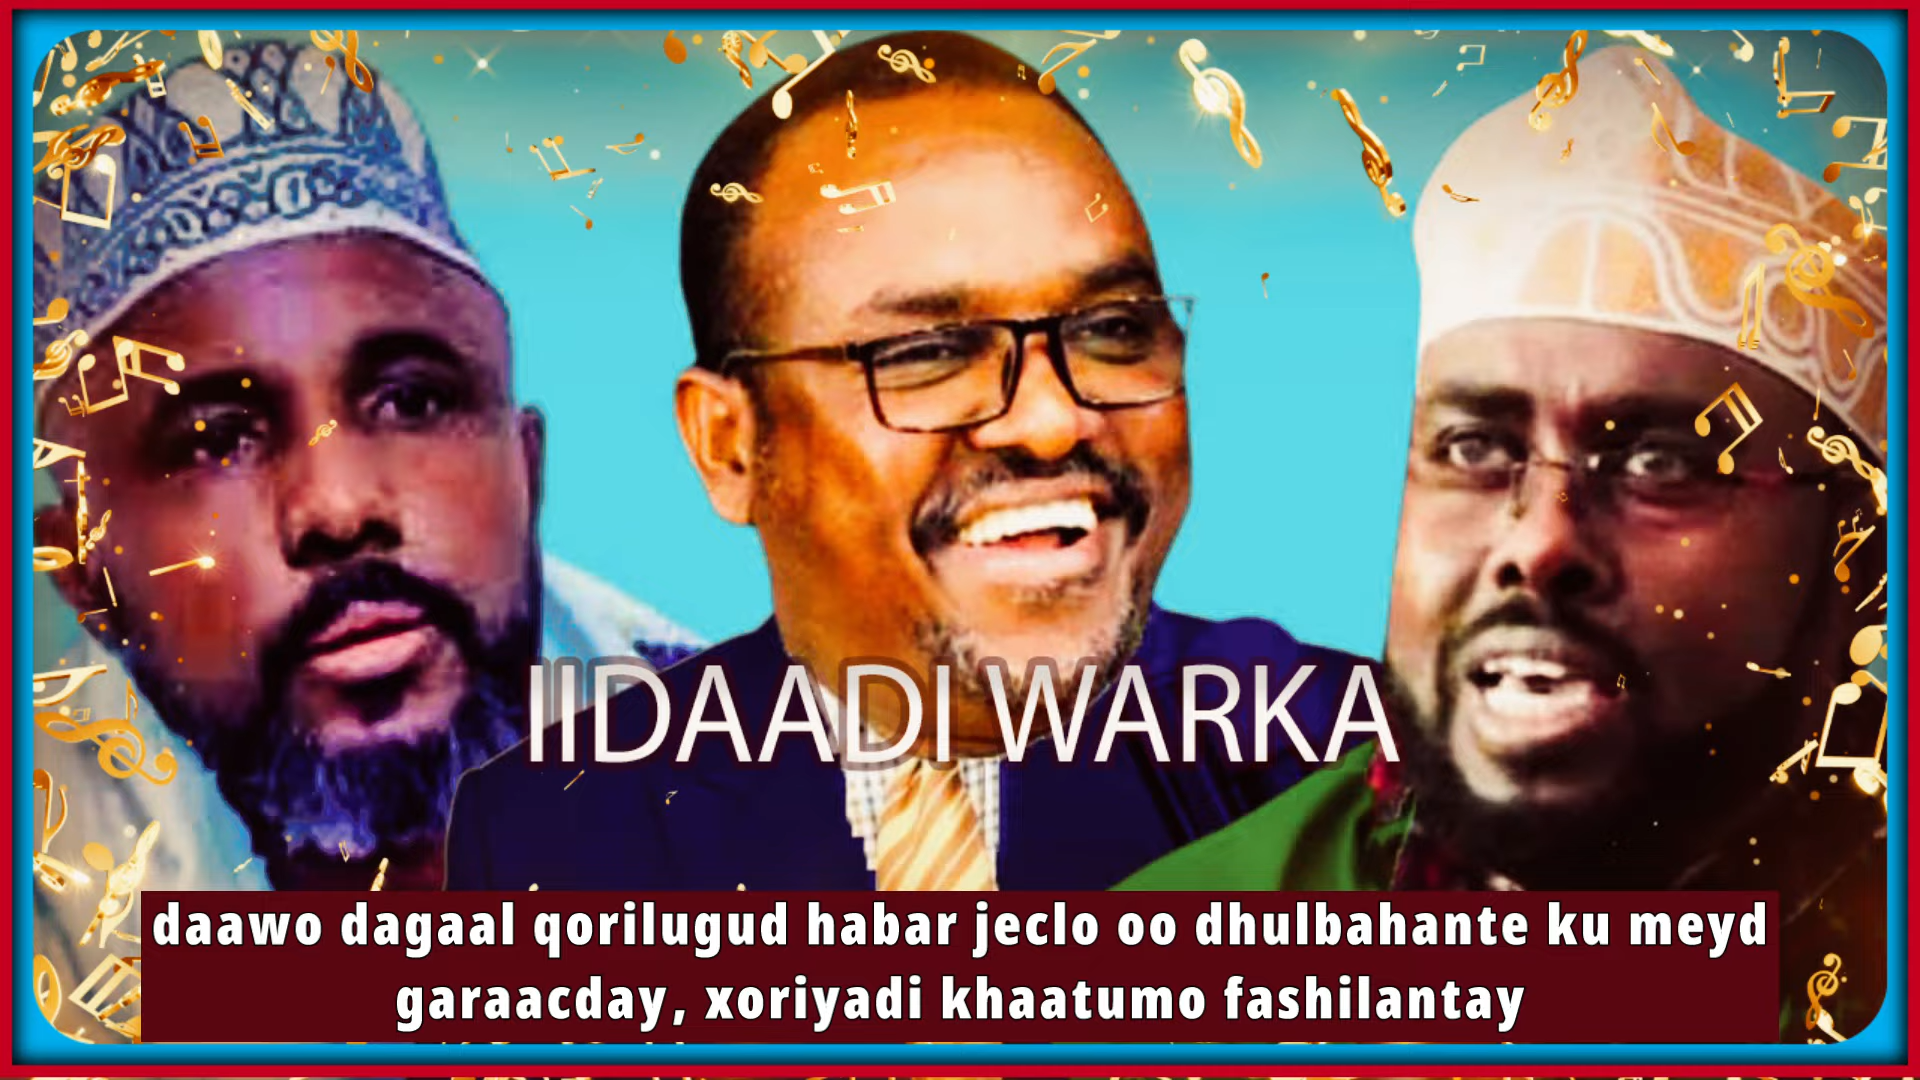 IIDAADI WARKA
daawo dagaal qorilugud habar jeclo oo dhulbahante ku meyd
garaacday, xoriyadi khaatumo fashilantay